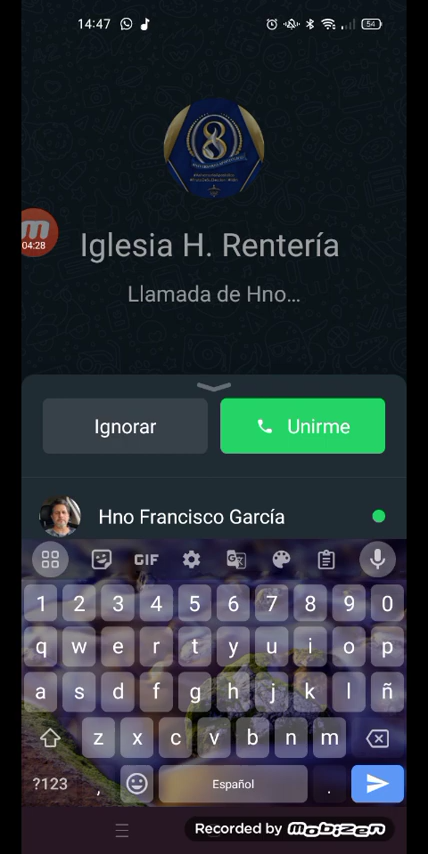 14:47
54
8
04:28
Iglesia H. Rentería
Llamada de Hno...
Ignorar
Unirme
Hno Francisco García
GIF
1 2 3 4 5 6 7 8 9 0
q w e r t y u i o p
a s d f g h j k l ñ
z x c v b n m
?123 , Español .
Recorded by mobizen